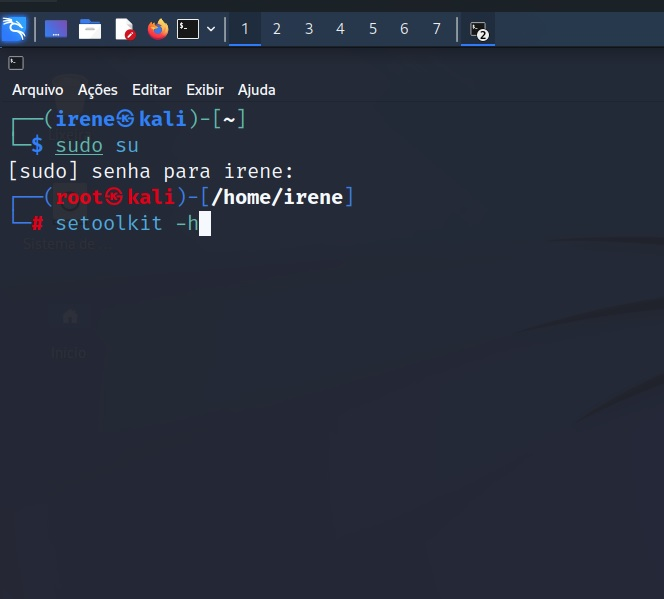 1 2 3 4 5 6 7 2
Arquivo Ações Editar Exibir Ajuda
┌──(irene㉿kali)-[~]
└─$ sudo su
[sudo] senha para irene:
┌──(root㉿kali)-[/home/irene]
└─# setoolkit -h
Sistema de
Início